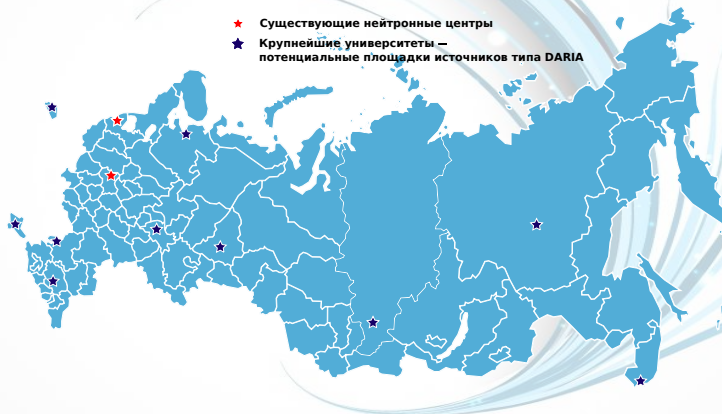 Существующие нейтронные центры
Крупнейшие университеты –
потенциальные площадки источников типа DARIA